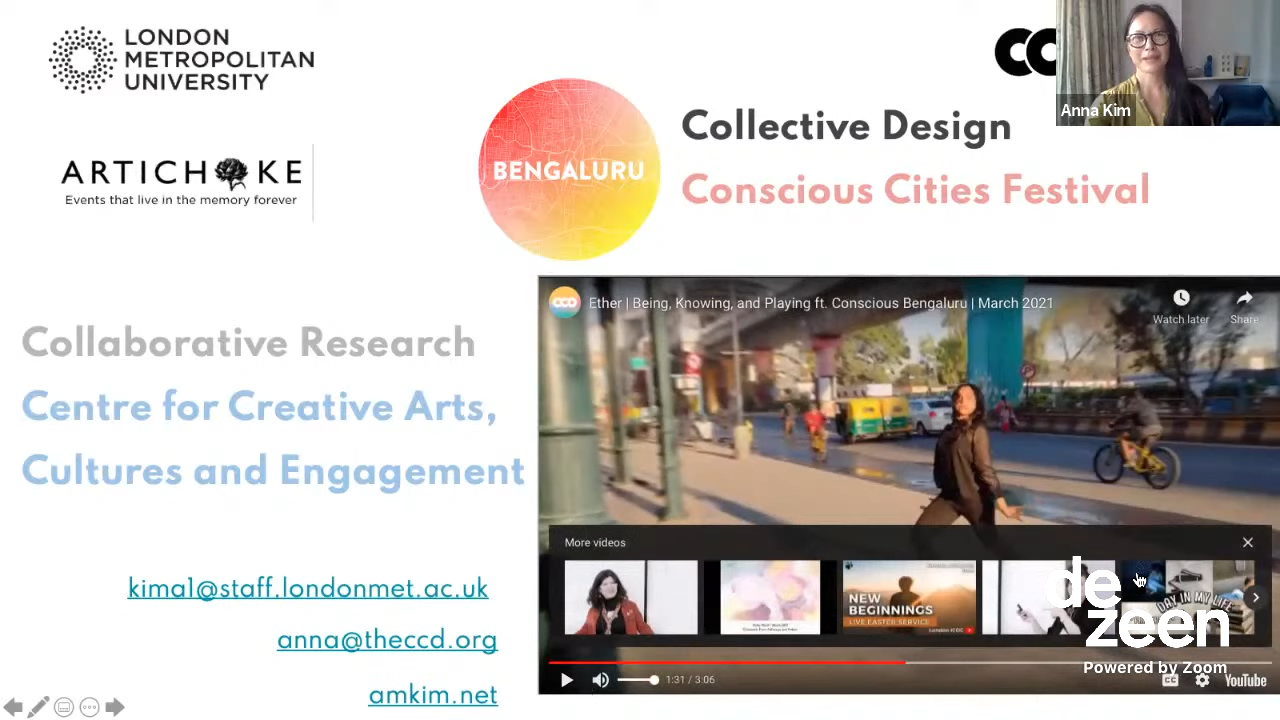 LONDON
METROPOLITAN
UNIVERSITY
ARTICHOKE
Events that live in the memory forever
BENGALURU
Collective Design
Conscious Cities Festival
Anna Kim
Collaborative Research
Centre for Creative Arts,
Cultures and Engagement
kima1@staff.londonmet.ac.uk
anna@theccd.org
amkim.net
Ether | Being, Knowing, and Playing ft. Conscious Bengaluru | March 2021
Watch later
Share
More videos
NEW
BEGINNINGS
LIVE EASTER SERVICE
DAY IN MY LIFE
de
zeen
Powered by Zoom
1:31 / 3:06
CC
YouTube